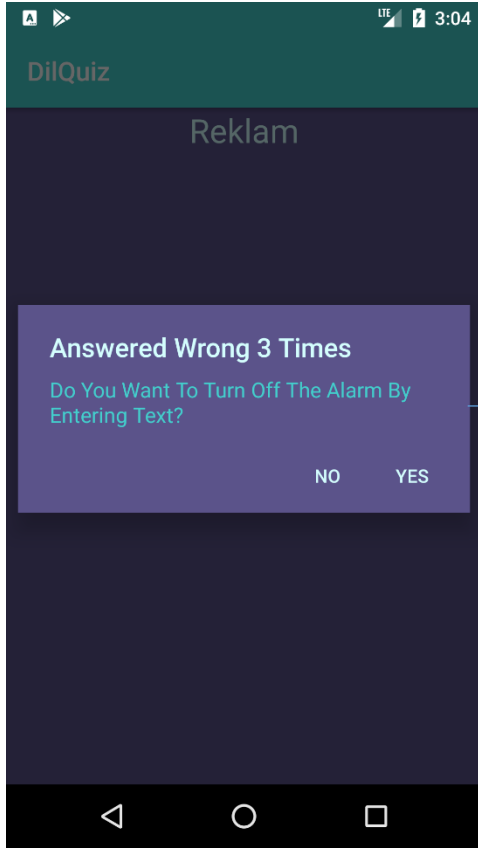 LTE 3:04
DilQuiz
Reklam
Answered Wrong 3 Times
Do You Want To Turn Off The Alarm By
Entering Text?
NO YES